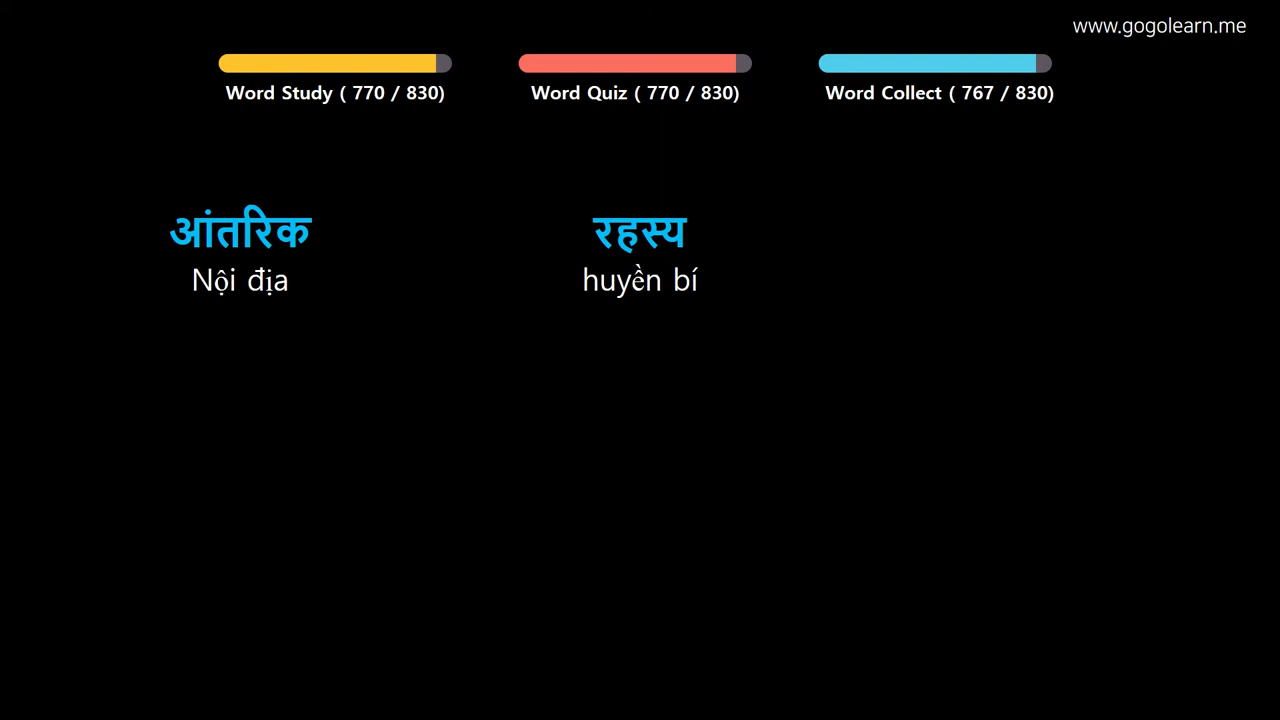 www.gogolearn.me
Word Study ( 770 / 830)
Word Quiz ( 770 / 830)
Word Collect ( 767 / 830)
आंतरिक
रहस्य
Nội địa
huyền bí